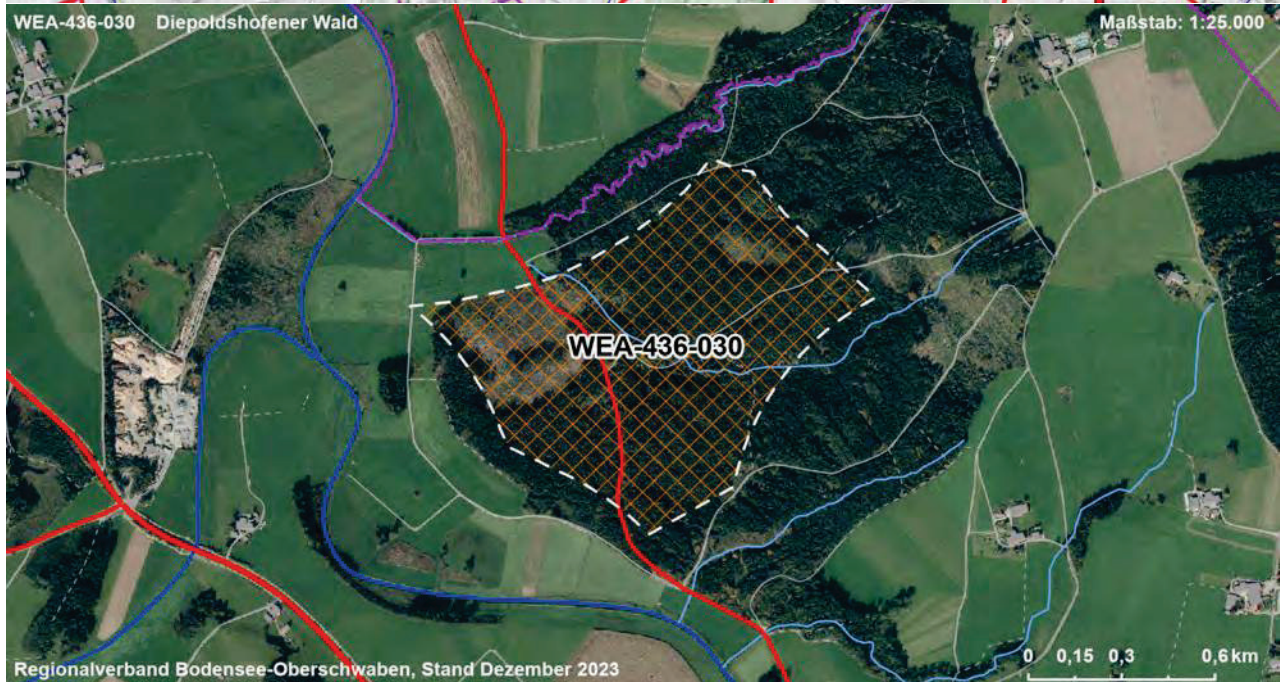 WEA-436-030 Diepoldshofener Wald
Maßstab: 1:25.000
WEA-436-030
Regionalverband Bodensee-Oberschwaben, Stand Dezember 2023
0 0,15 0,3 0,6 km